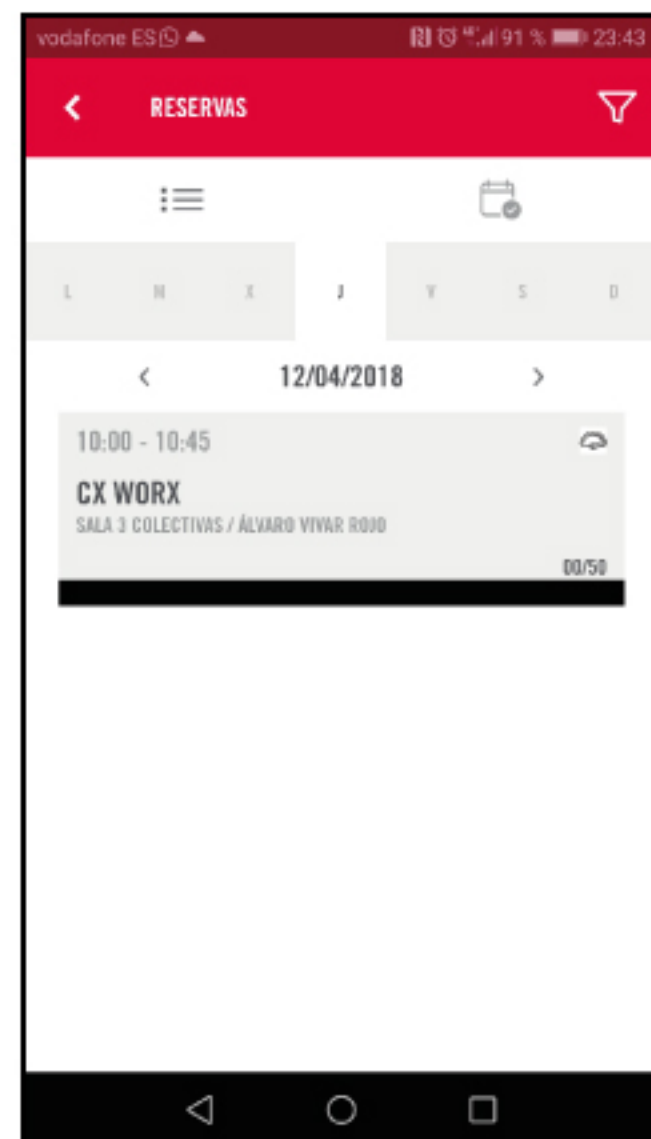 vodafone ES 91 % 23:43
RESERVAS
L M X J V S D
12/04/2018
10:00 - 10:45
CX WORX
SALA 3 COLECTIVAS / ÁLVARO VIVAR ROJO
00/50